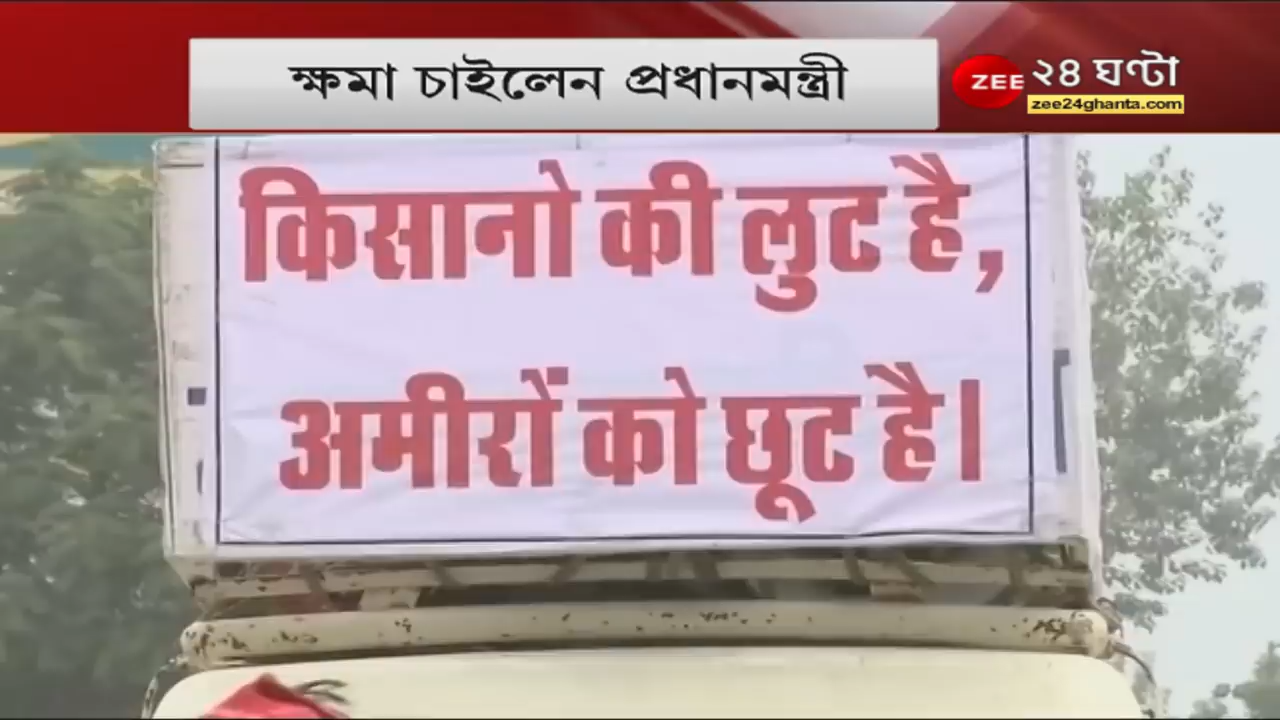 ক্ষমা চাইলেন প্রধানমন্ত্রী
ZEE ২৪ ঘণ্টা
zee24ghanta.com
किसानो की लुट है,
अमीरों को छूट है।